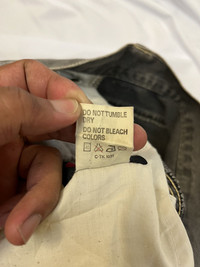 DO NOT TUMBLE
DRY
DO NOT BLEACH
COLORS